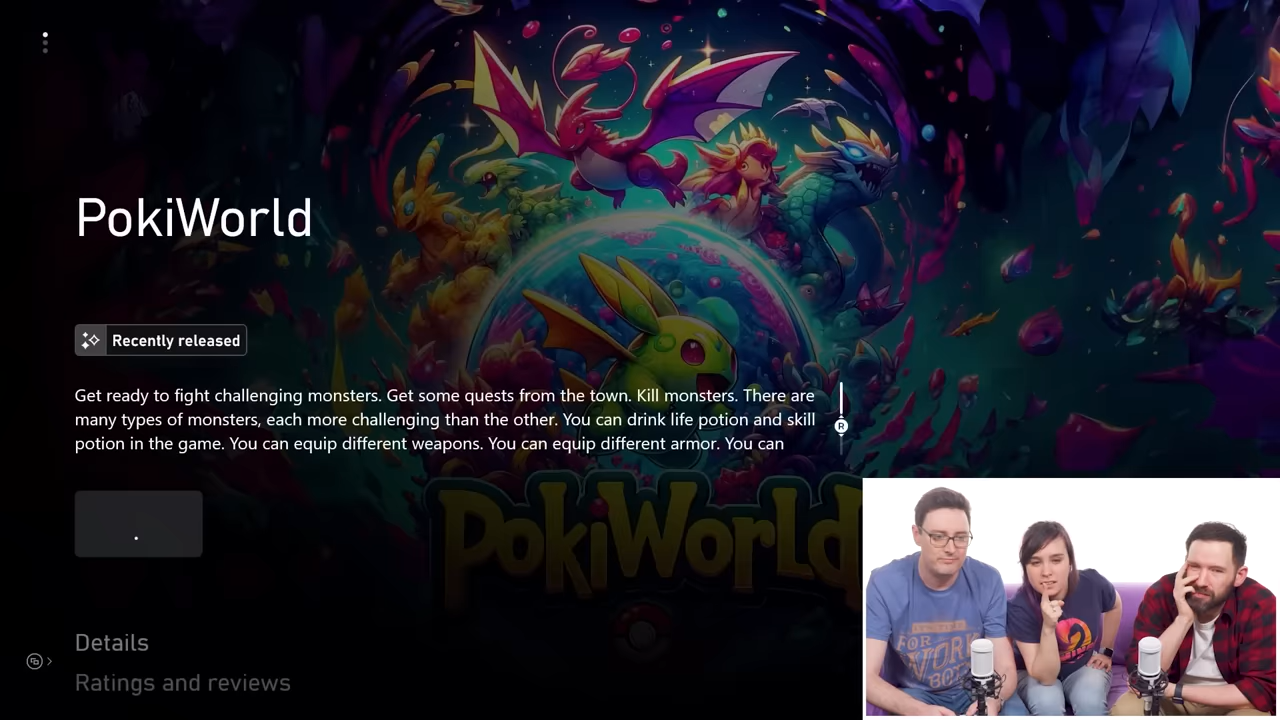 PokiWorld
Recently released
Get ready to fight challenging monsters. Get some quests from the town. Kill monsters. There are
many types of monsters, each more challenging than the other. You can drink life potion and skill
potion in the game. You can equip different weapons. You can equip different armor. You can
R
PokiWorld
Details
Ratings and reviews
FOR
WORK